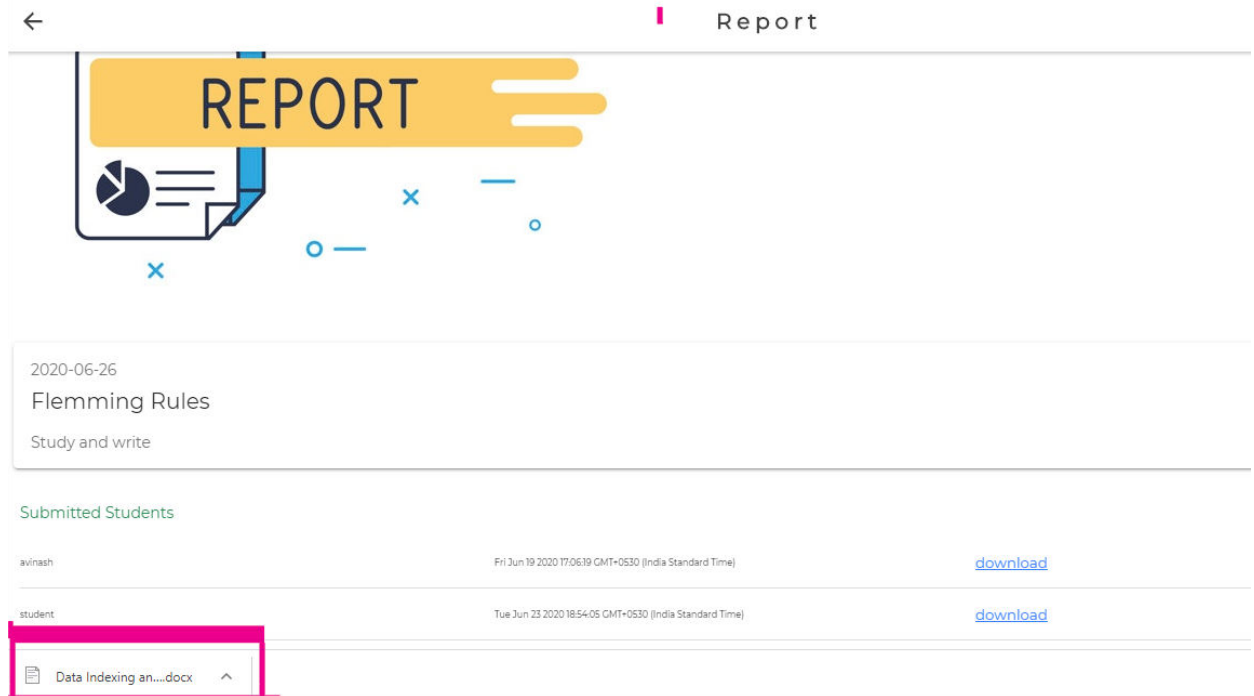 Report
REPORT
2020-06-26
Flemming Rules
Study and write
Submitted Students
avinash Fri Jun 19 2020 17:06:19 GMT+0530 (India Standard Time) download
student Tue Jun 23 2020 18:54:05 GMT+0530 (India Standard Time) download
Data Indexing an....docx